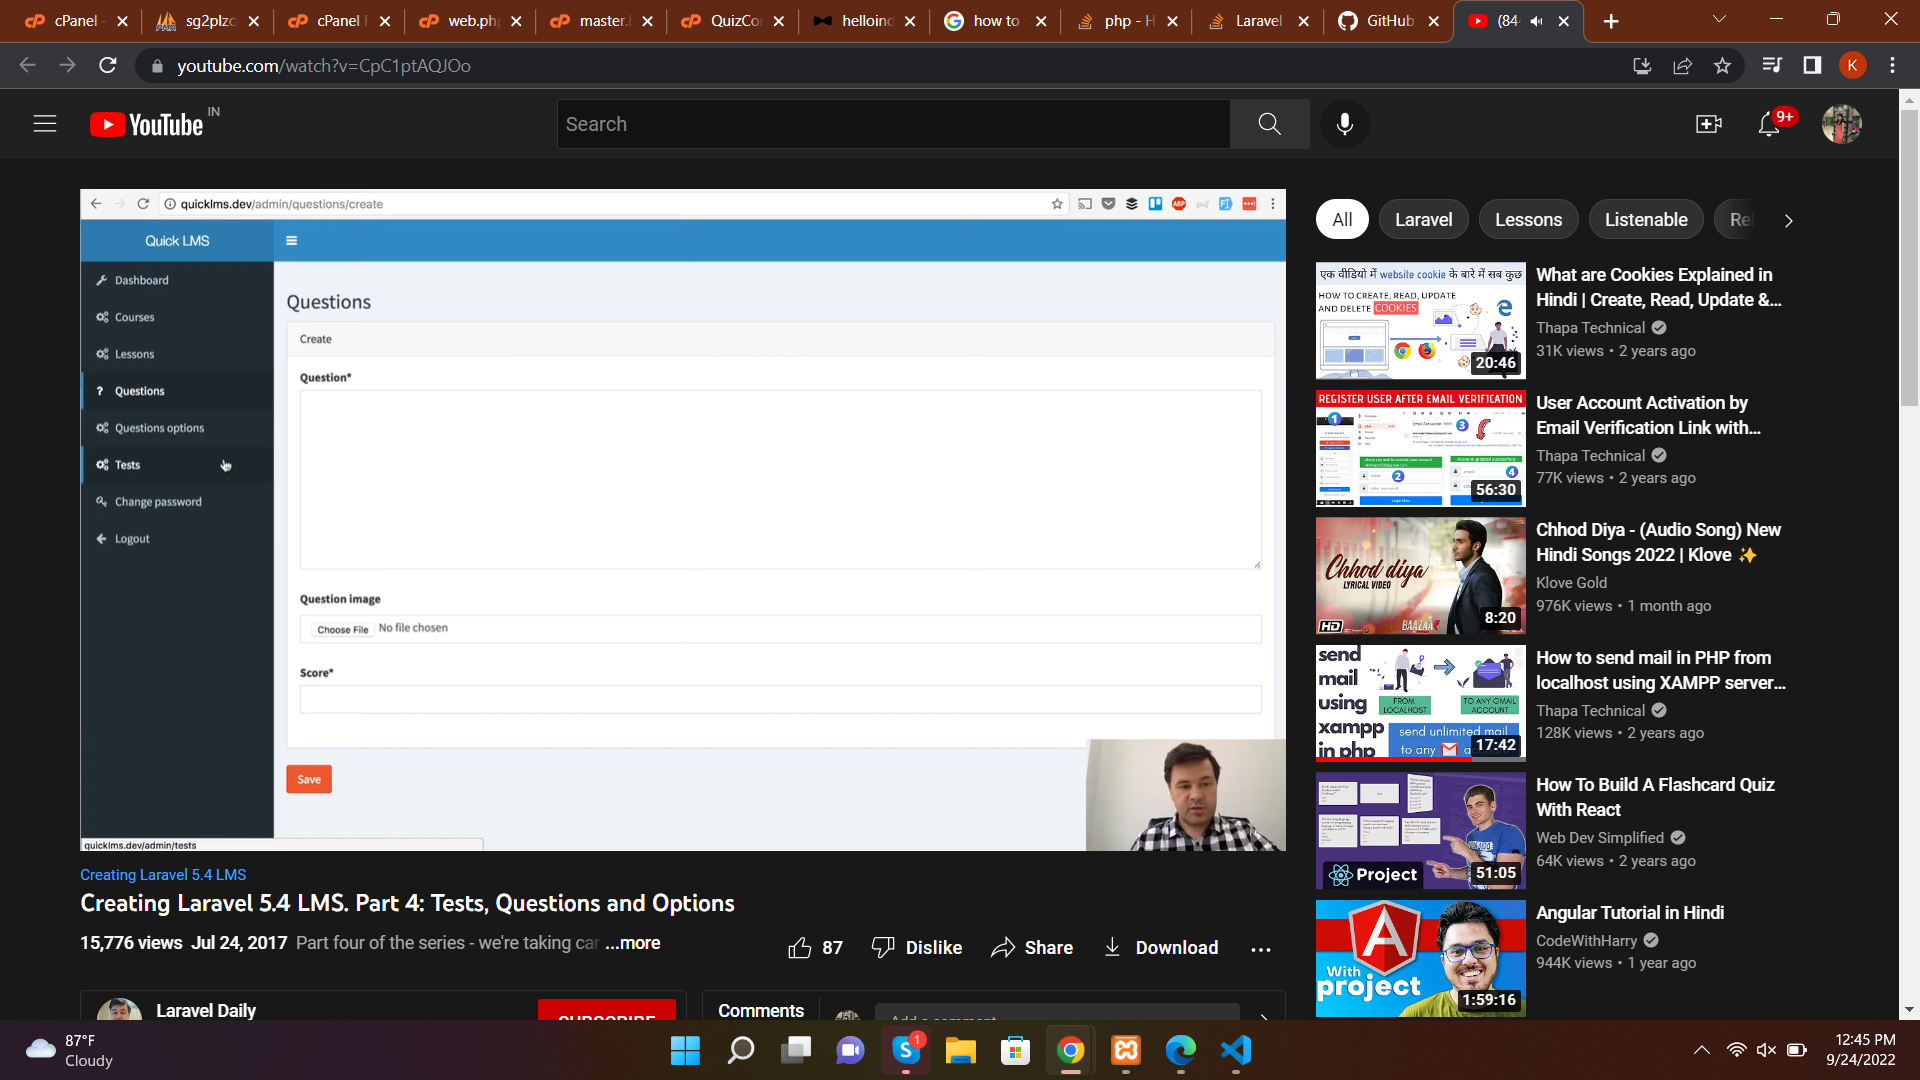 cPanel -
sg2plzc
cPanel F
web.ph
master.
QuizCo
helloind
how to
php - H
Laravel
GitHub
(84
youtube.com/watch?v=CpC1ptAQJOo
K
YouTube IN
Search
9+
quicklms.dev/admin/questions/create
ABP
Quick LMS
Dashboard
Courses
Lessons
Questions
Questions options
Tests
Change password
Logout
Questions
Create
Question*
Question image
Choose File No file chosen
Score*
Save
quicklms.dev/admin/tests
Creating Laravel 5.4 LMS
Creating Laravel 5.4 LMS. Part 4: Tests, Questions and Options
15,776 views Jul 24, 2017 Part four of the series - we're taking car ...more
87
Dislike
Share
Download
Laravel Daily
SUBSCRIBE
Comments
Add a comment...
All
Laravel
Lessons
Listenable
Rel
एक वीडियो में website cookie के बारे में सब कुछ
HOW TO CREATE, READ, UPDATE
AND DELETE COOKIES
20:46
What are Cookies Explained in
Hindi | Create, Read, Update &...
Thapa Technical
31K views • 2 years ago
REGISTER USER AFTER EMAIL VERIFICATION
1
2
3
4
56:30
User Account Activation by
Email Verification Link with...
Thapa Technical
77K views • 2 years ago
Chhod diya
LYRICAL VIDEO
HD
BAAZAAR
8:20
Chhod Diya - (Audio Song) New
Hindi Songs 2022 | Klove ✨
Klove Gold
976K views • 1 month ago
send
mail
using
xampp
in php
FROM
LOCALHOST
TO ANY GMAIL
ACCOUNT
send unlimited mail
to any
17:42
How to send mail in PHP from
localhost using XAMPP server...
Thapa Technical
128K views • 2 years ago
Project
51:05
How To Build A Flashcard Quiz
With React
Web Dev Simplified
64K views • 2 years ago
A
With
project
1:59:16
Angular Tutorial in Hindi
CodeWithHarry
944K views • 1 year ago
87°F
Cloudy
1
12:45 PM
9/24/2022